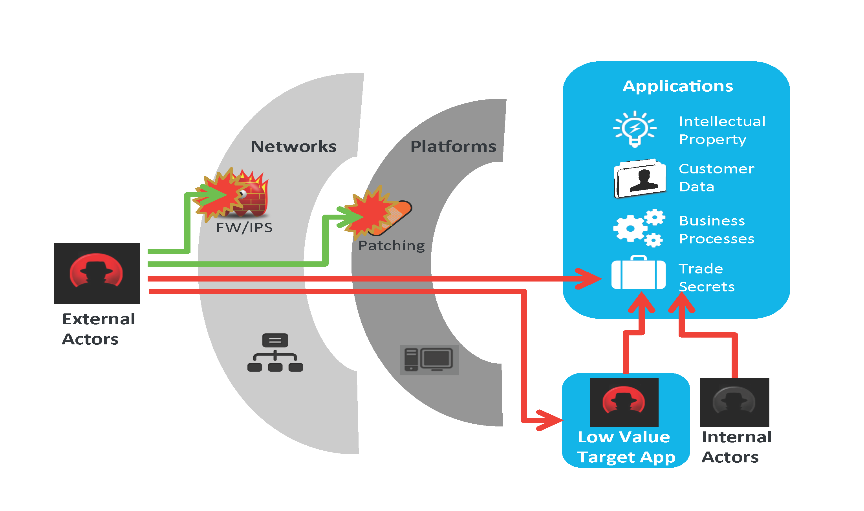 Applications
Intellectual
Property
Networks
Platforms
Customer
Data
FW/IPS
Patching
Business
Processes
Trade
Secrets
External
Actors
Low Value
Target App
Internal
Actors